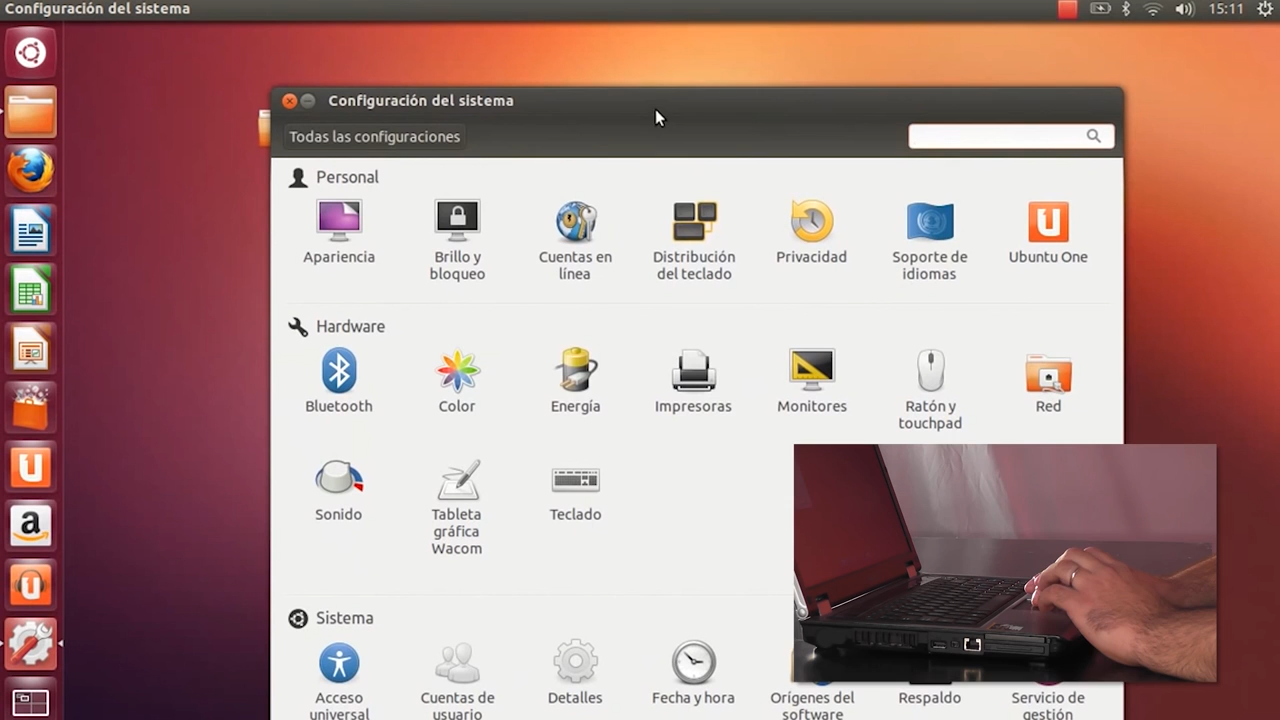 Configuración del sistema
15:11
Configuración del sistema
Todas las configuraciones
Personal
Apariencia
Brillo y
bloqueo
Cuentas en
línea
Distribución
del teclado
Privacidad
Soporte de
idiomas
Ubuntu One
Hardware
Bluetooth
Color
Energía
Impresoras
Monitores
Ratón y
touchpad
Red
Sonido
Tableta
gráfica
Wacom
Teclado
Sistema
Acceso
universal
Cuentas de
usuario
Detalles
Fecha y hora
Orígenes del
software
Respaldo
Servicio de
gestión